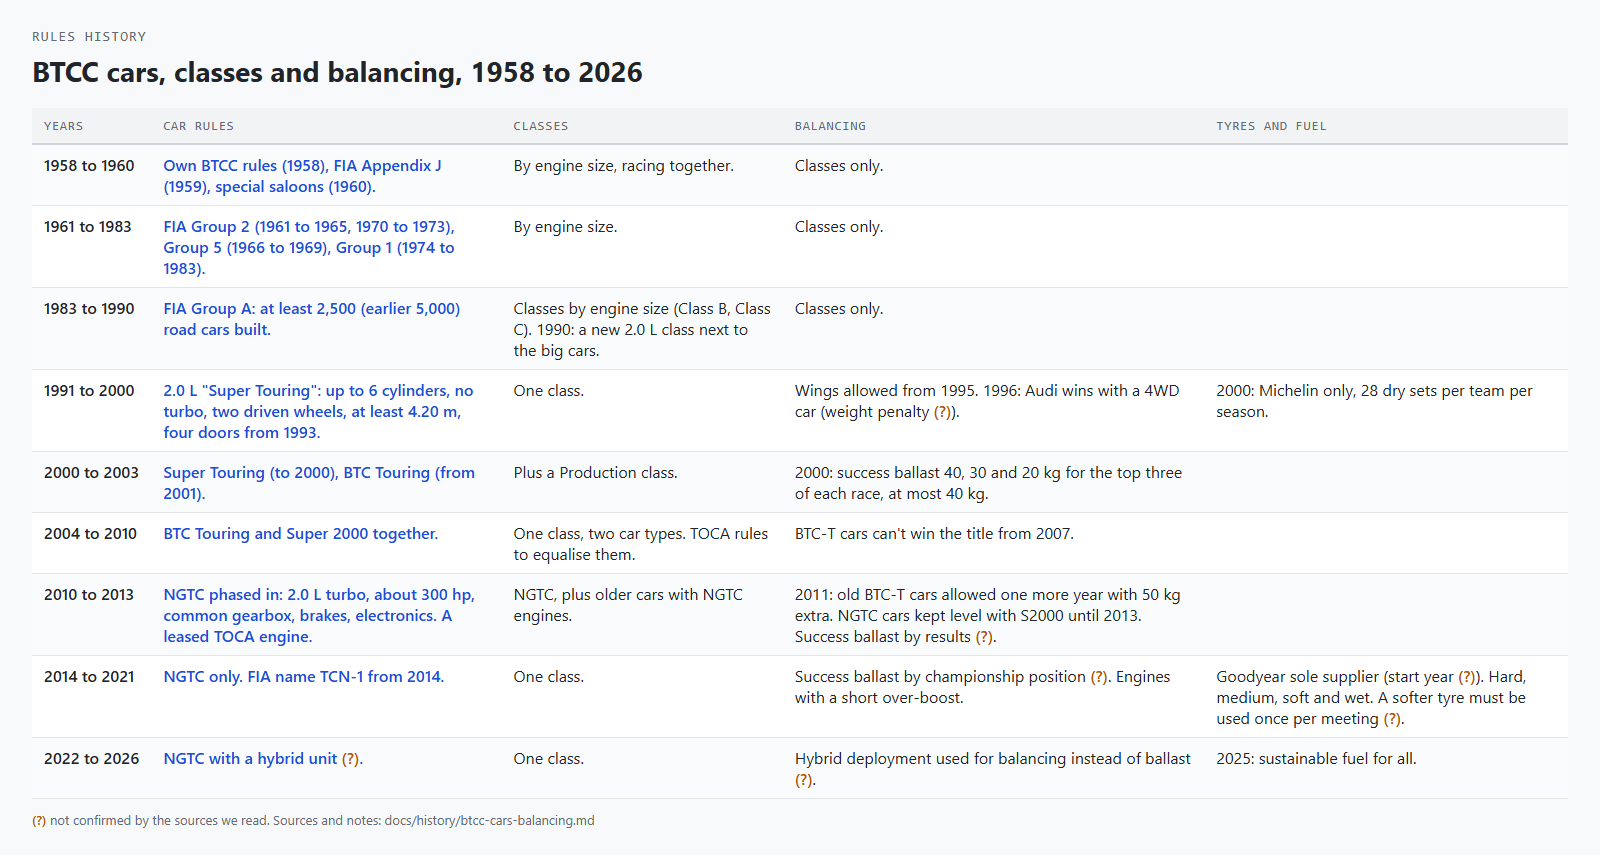 RULES HISTORY
BTCC cars, classes and balancing, 1958 to 2026
YEARS CAR RULES CLASSES BALANCING TYRES AND FUEL
1958 to 1960 Own BTCC rules (1958), FIA Appendix J By engine size, racing together. Classes only.
(1959), special saloons (1960).
1961 to 1983 FIA Group 2 (1961 to 1965, 1970 to 1973), By engine size. Classes only.
Group 5 (1966 to 1969), Group 1 (1974 to
1983).
1983 to 1990 FIA Group A: at least 2,500 (earlier 5,000) Classes by engine size (Class B, Class Classes only.
road cars built. C). 1990: a new 2.0 L class next to
the big cars.
1991 to 2000 2.0 L "Super Touring": up to 6 cylinders, no One class. Wings allowed from 1995. 1996: Audi wins with a 4WD 2000: Michelin only, 28 dry sets per team per
turbo, two driven wheels, at least 4.20 m, car (weight penalty (?)). season.
four doors from 1993.
2000 to 2003 Super Touring (to 2000), BTC Touring (from Plus a Production class. 2000: success ballast 40, 30 and 20 kg for the top three
2001). of each race, at most 40 kg.
2004 to 2010 BTC Touring and Super 2000 together. One class, two car types. TOCA rules BTC-T cars can't win the title from 2007.
to equalise them.
2010 to 2013 NGTC phased in: 2.0 L turbo, about 300 hp, NGTC, plus older cars with NGTC 2011: old BTC-T cars allowed one more year with 50 kg
common gearbox, brakes, electronics. A engines. extra. NGTC cars kept level with S2000 until 2013.
leased TOCA engine. Success ballast by results (?).
2014 to 2021 NGTC only. FIA name TCN-1 from 2014. One class. Success ballast by championship position (?). Engines Goodyear sole supplier (start year (?)). Hard,
with a short over-boost. medium, soft and wet. A softer tyre must be
used once per meeting (?).
2022 to 2026 NGTC with a hybrid unit (?). One class. Hybrid deployment used for balancing instead of ballast 2025: sustainable fuel for all.
(?).
(?) not confirmed by the sources we read. Sources and notes: docs/history/btcc-cars-balancing.md